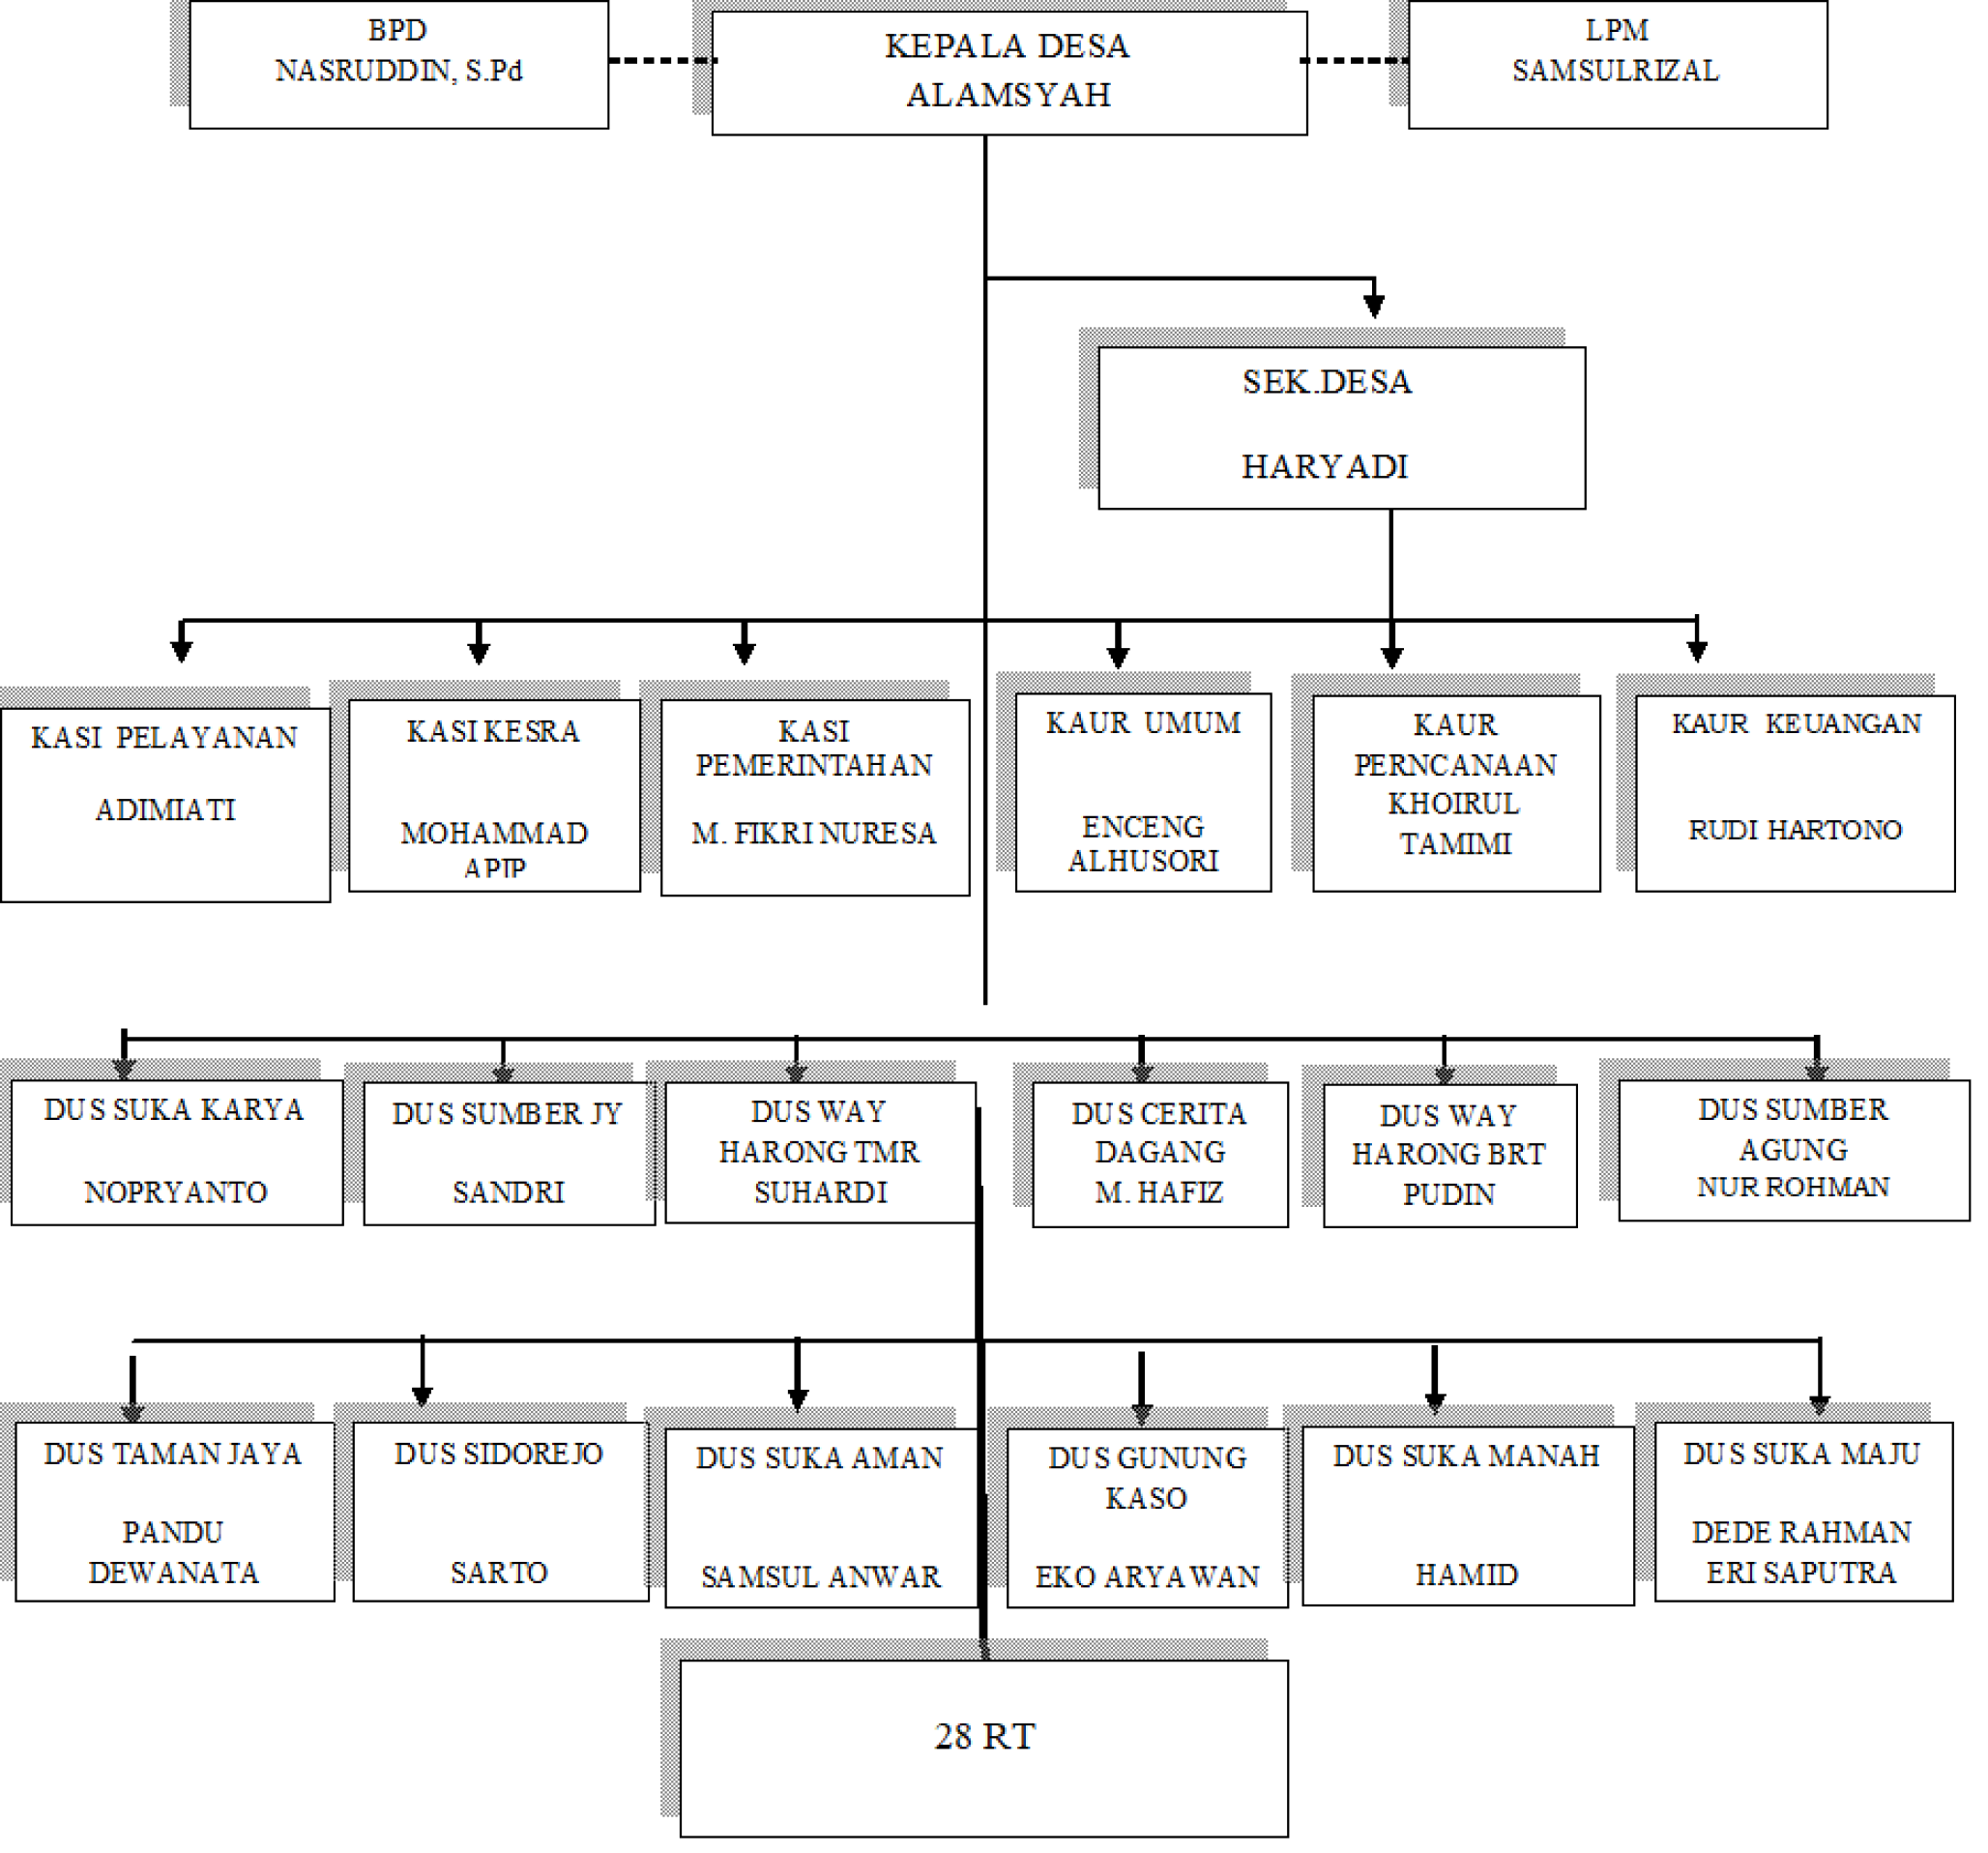 BPD
NASRUDDIN, S.Pd
KEPALA DESA
ALAMSYAH
LPM
SAMSULRIZAL
SEK.DESA
HARYADI
KASI PELAYANAN
ADIMIATI
KASI KESRA
MOHAMMAD
APIP
KASI
PEMERINTAHAN
M. FIKRI NURESA
KAUR UMUM
ENCENG
ALHUSORI
KAUR
PERNCANAAN
KHOIRUL
TAMIMI
KAUR KEUANGAN
RUDI HARTONO
DUS SUKA KARYA
NOPRYANTO
DUS SUMBER JY
SANDRI
DUS WAY
HARONG TMR
SUHARDI
DUS CERITA
DAGANG
M. HAFIZ
DUS WAY
HARONG BRT
PUDIN
DUS SUMBER
AGUNG
NUR ROHMAN
DUS TAMAN JAYA
PANDU
DEWANATA
DUS SIDOREJO
SARTO
DUS SUKA AMAN
SAMSUL ANWAR
DUS GUNUNG
KASO
EKO ARYAWAN
DUS SUKA MANAH
HAMID
DUS SUKA MAJU
DEDE RAHMAN
ERI SAPUTRA
28 RT